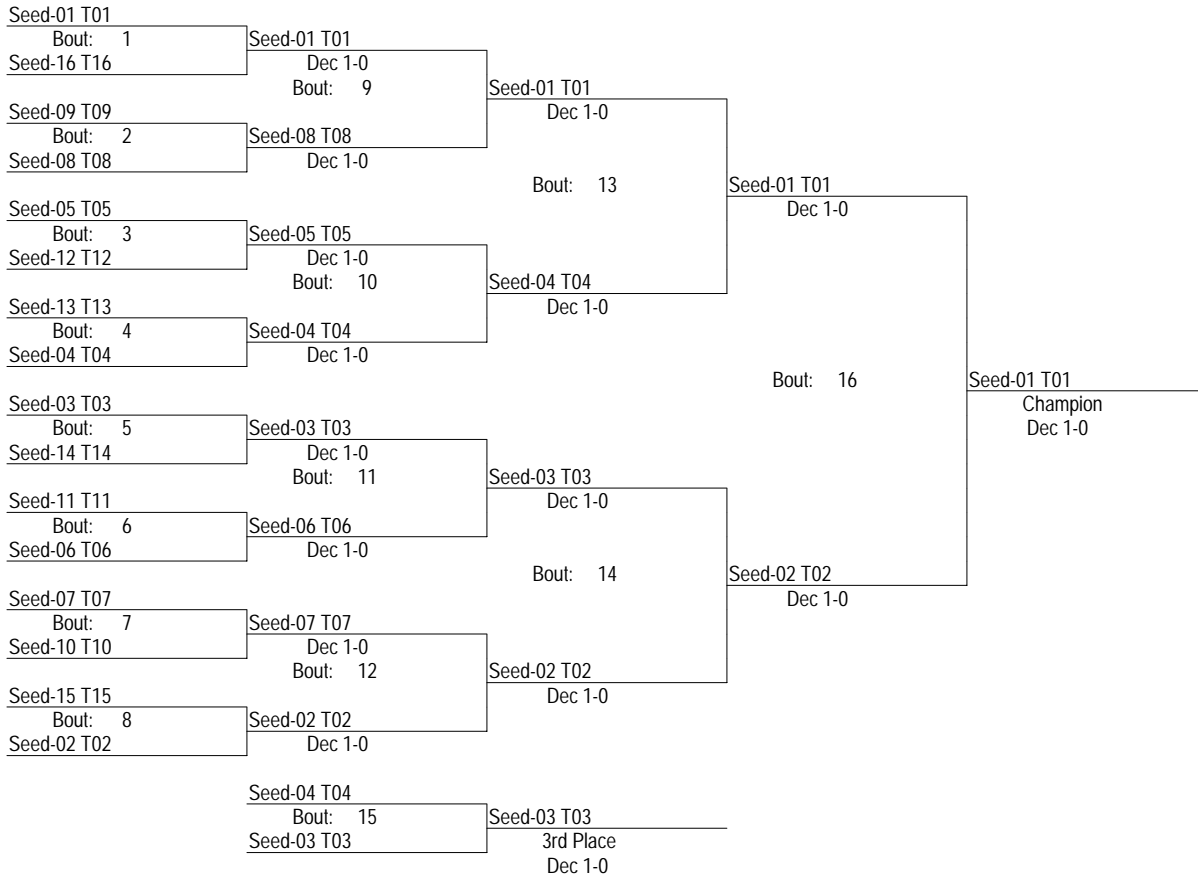 Seed-01 T01
Bout: 1
Seed-01 T01
Seed-16 T16
Dec 1-0
Bout: 9
Seed-01 T01
Seed-09 T09
Dec 1-0
Bout: 2
Seed-08 T08
Seed-08 T08
Dec 1-0
Bout: 13
Seed-01 T01
Seed-05 T05
Dec 1-0
Bout: 3
Seed-05 T05
Seed-12 T12
Dec 1-0
Bout: 10
Seed-04 T04
Seed-13 T13
Dec 1-0
Bout: 4
Seed-04 T04
Seed-04 T04
Dec 1-0
Bout: 16
Seed-01 T01
Champion
Dec 1-0
Seed-03 T03
Bout: 5
Seed-03 T03
Seed-14 T14
Dec 1-0
Bout: 11
Seed-03 T03
Seed-11 T11
Dec 1-0
Bout: 6
Seed-06 T06
Seed-06 T06
Dec 1-0
Bout: 14
Seed-02 T02
Seed-07 T07
Dec 1-0
Bout: 7
Seed-07 T07
Seed-10 T10
Dec 1-0
Bout: 12
Seed-02 T02
Seed-15 T15
Dec 1-0
Bout: 8
Seed-02 T02
Seed-02 T02
Dec 1-0
Seed-04 T04
Bout: 15
Seed-03 T03
Seed-03 T03
3rd Place
Dec 1-0